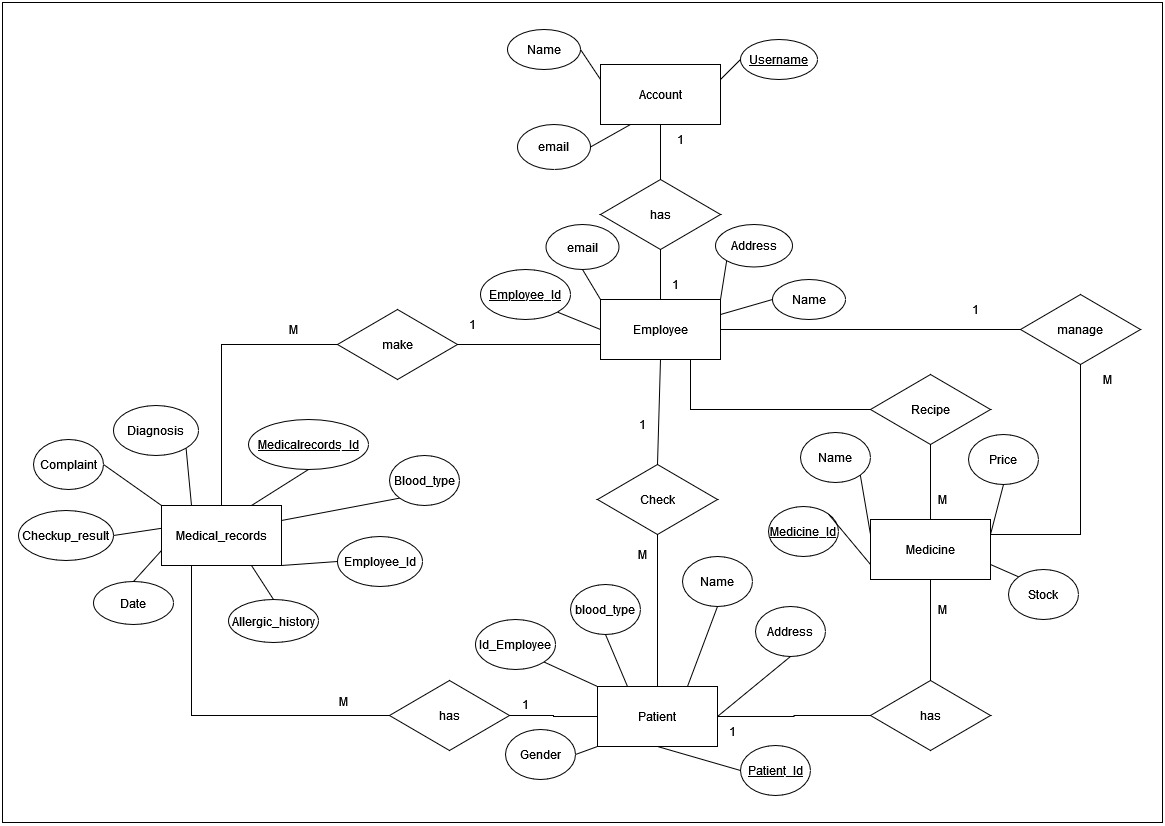 Name
Username
Account
email
1
has
email
Address
1
Employee_Id
Name
Employee
1
manage
M
make
1
M
Recipe
Diagnosis
Medicalrecords_Id
1
Complaint
Name
Price
Blood_type
Check
M
Checkup_result
Medical_records
Medicine_Id
Medicine
M
Employee_Id
Stock
Date
blood_type
Name
M
Allergic_history
Address
Id_Employee
M
1
has
Patient
1
has
Gender
Patient_Id